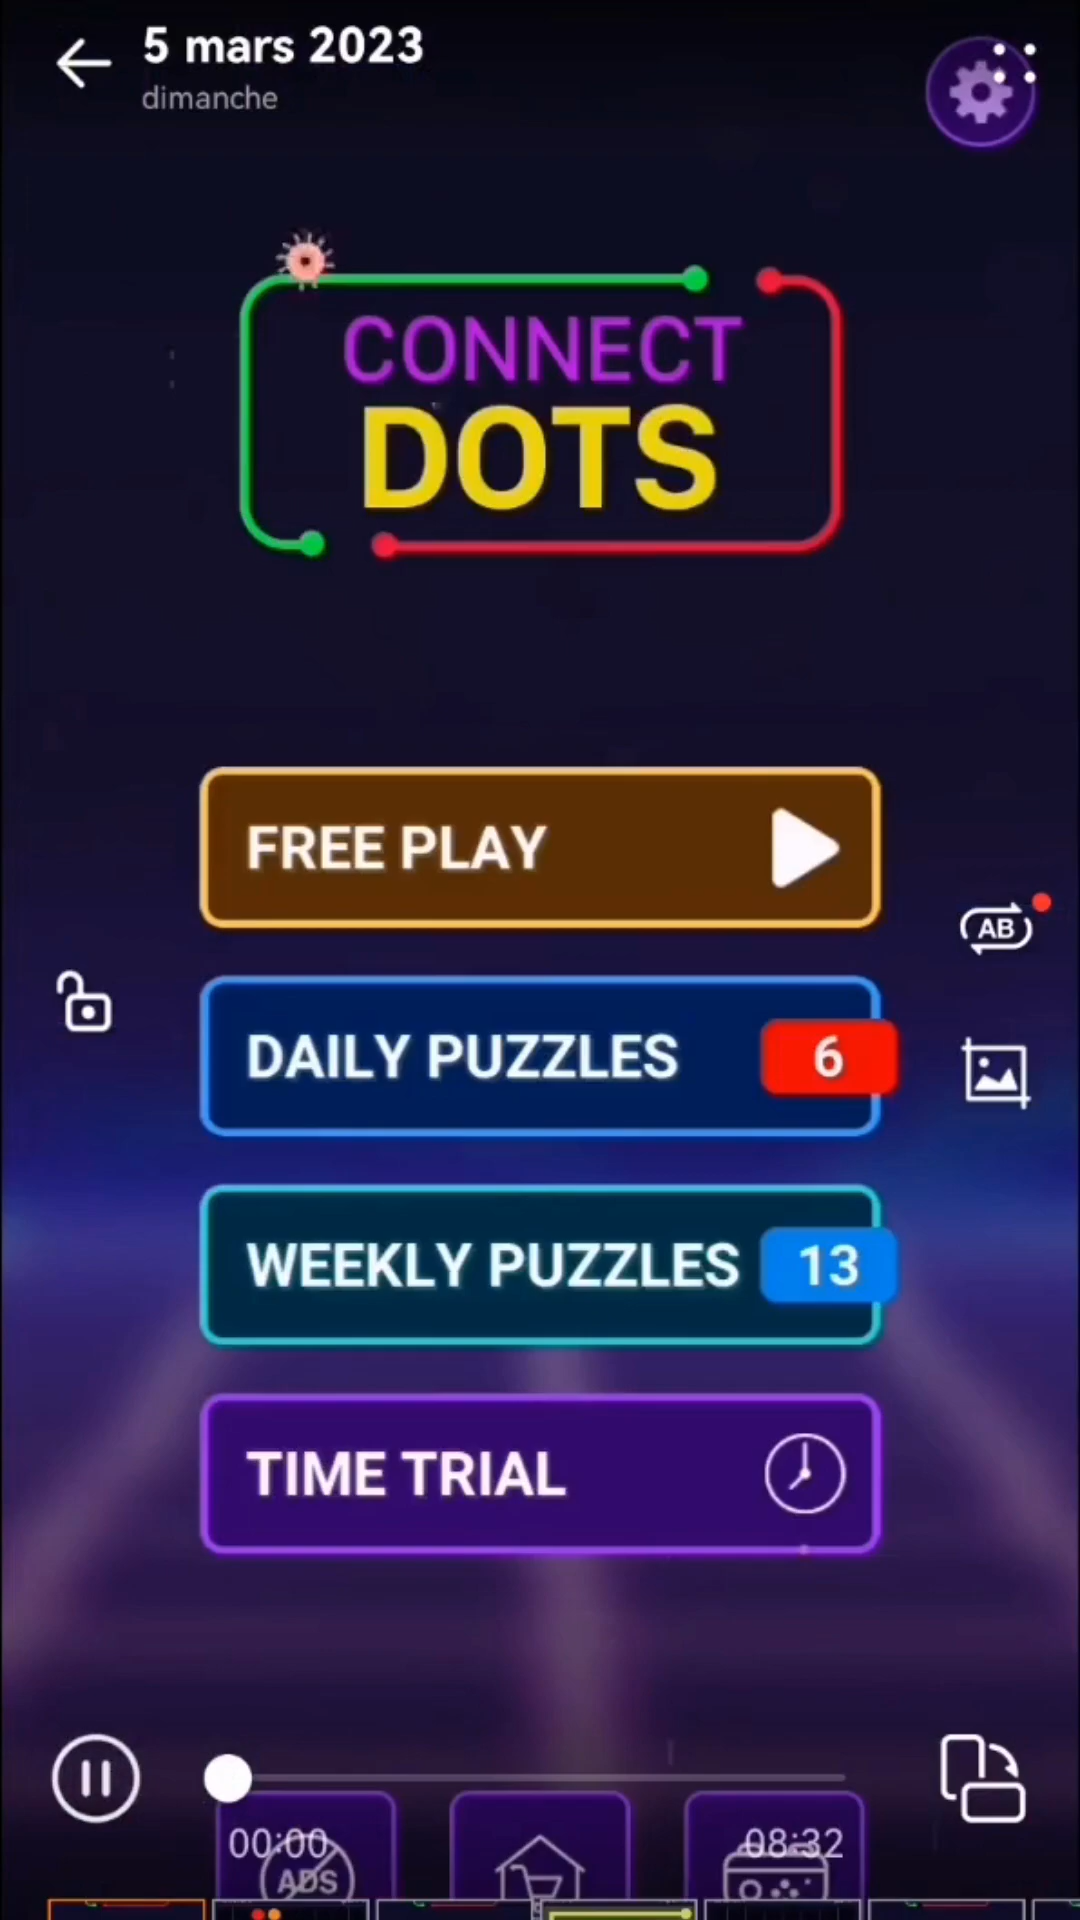 5 mars 2023
dimanche
CONNECT
DOTS
FREE PLAY
AB
DAILY PUZZLES 6
WEEKLY PUZZLES 13
TIME TRIAL
00:00 08:32
ADS